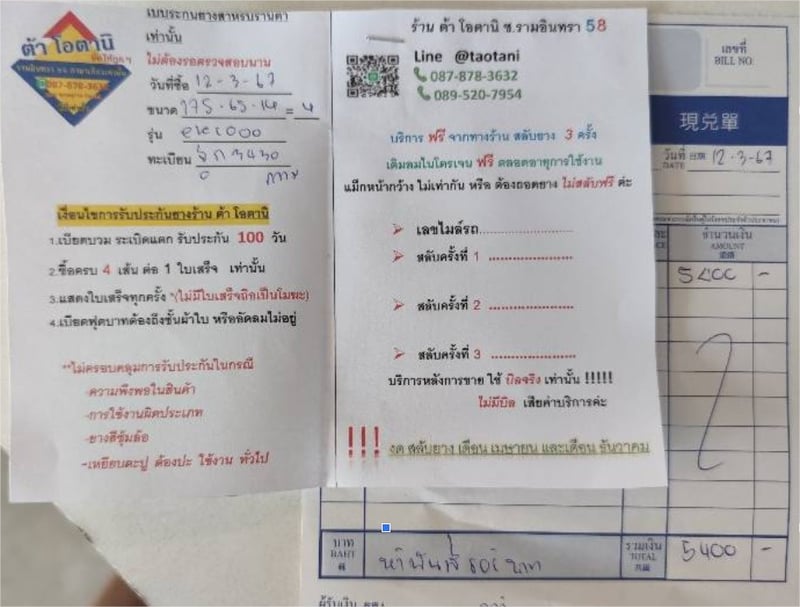 ใบประกันยางสำหรับร้านต้า
เท่านั้น
ไม่ต้องรอตรวจสอบนาน
ต้า โอตานิ
087-878-3632
วันที่ซื้อ 12-3-67
ขนาด 175-65-14 = 4
รุ่น ek1000
ทะเบียน 3430
เงื่อนไขการรับประกันยางร้าน ต้า โอตานิ
1.เบียดบวม ระเบิดแตก รับประกัน 100 วัน
2.ซื้อครบ 4 เส้น ต่อ 1 ใบเสร็จ เท่านั้น
3.แสดงใบเสร็จทุกครั้ง *(ไม่มีใบเสร็จถือเป็นโมฆะ)
4.เบียดฟุตบาทต้องถึงชั้นผ้าใบ หรืออัดลมไม่อยู่
**ไม่ครอบคลุมการรับประกันในกรณี
-ความพึงพอในสินค้า
-การใช้งานผิดประเภท
-ยางสีซุ้มล้อ
-เหยียบตะปู ต้องปะ ใช้งาน ทั่วไป
ร้าน ต้า โอตานิ ซ.รามอินทรา 58
Line @taotani
087-878-3632
089-520-7954
บริการ ฟรี จากทางร้าน สลับยาง 3 ครั้ง
เติมลมไนโครเจน ฟรี ตลอดอายุการใช้งาน
แม็กหน้ากว้าง ไม่เท่ากัน หรือ ต้องถอดยาง ไม่สลับฟรี ค่ะ
เลขไมล์รถ........................
สลับครั้งที่ 1 ......................
สลับครั้งที่ 2 ......................
สลับครั้งที่ 3 ......................
บริการหลังการขาย ใช้ บิลจริง เท่านั้น !!!!!
ไม่มีบิล เสียค่าบริการค่ะ
!!! งด สลับยาง เดือน เมษายน และเดือน ธันวาคม
เลขที่
BILL NO.
現兌單
วันที่ 日期 12-3-67
DATE
จำนวนเงิน
AMOUNT
5400 -
บาท
BAHT
ห้าพันสี่ร้อยบาท
รวมเงิน
TOTAL
共銀
5400 -